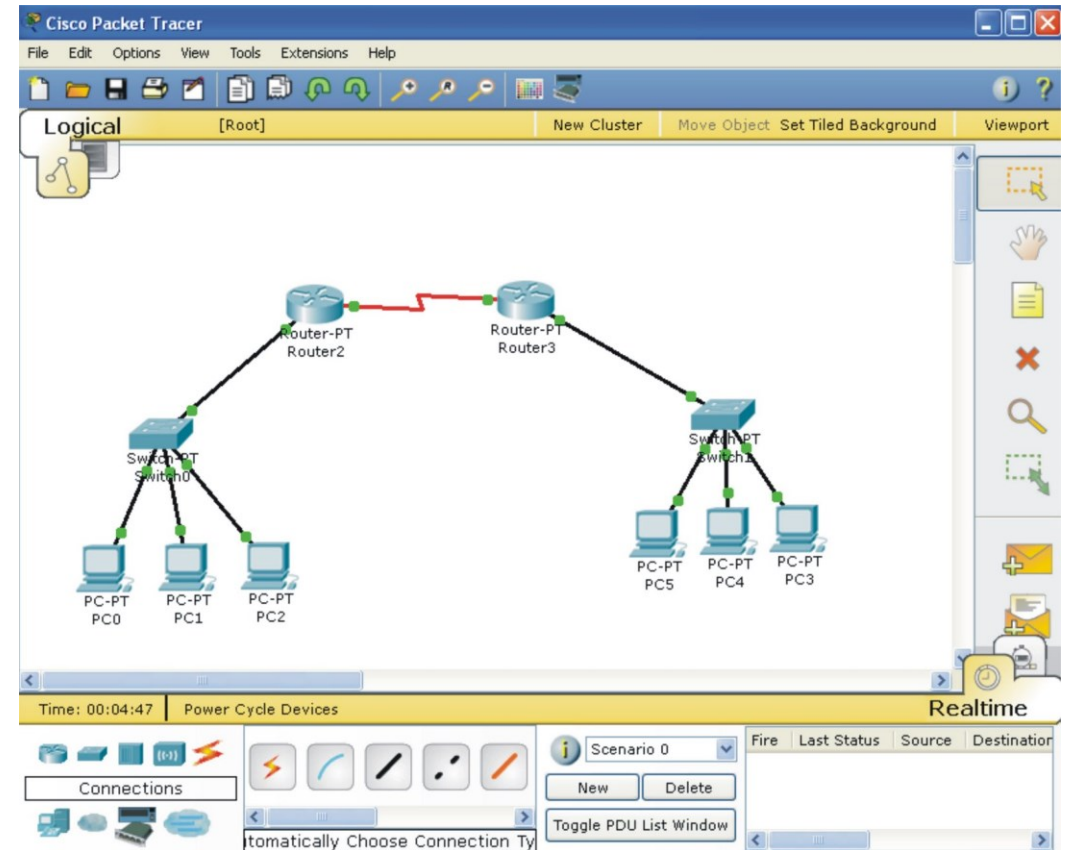 Cisco Packet Tracer
File Edit Options View Tools Extensions Help
Logical [Root] New Cluster Move Object Set Tiled Background Viewport
Router-PT
Router2
Router-PT
Router3
Switch-PT
Switch0
Switch-PT
Switch1
PC-PT
PC0
PC-PT
PC1
PC-PT
PC2
PC-PT
PC5
PC-PT
PC4
PC-PT
PC3
Time: 00:04:47 Power Cycle Devices Realtime
Connections
Scenario 0
New Delete
Toggle PDU List Window
Fire Last Status Source Destination
utomatically Choose Connection Ty